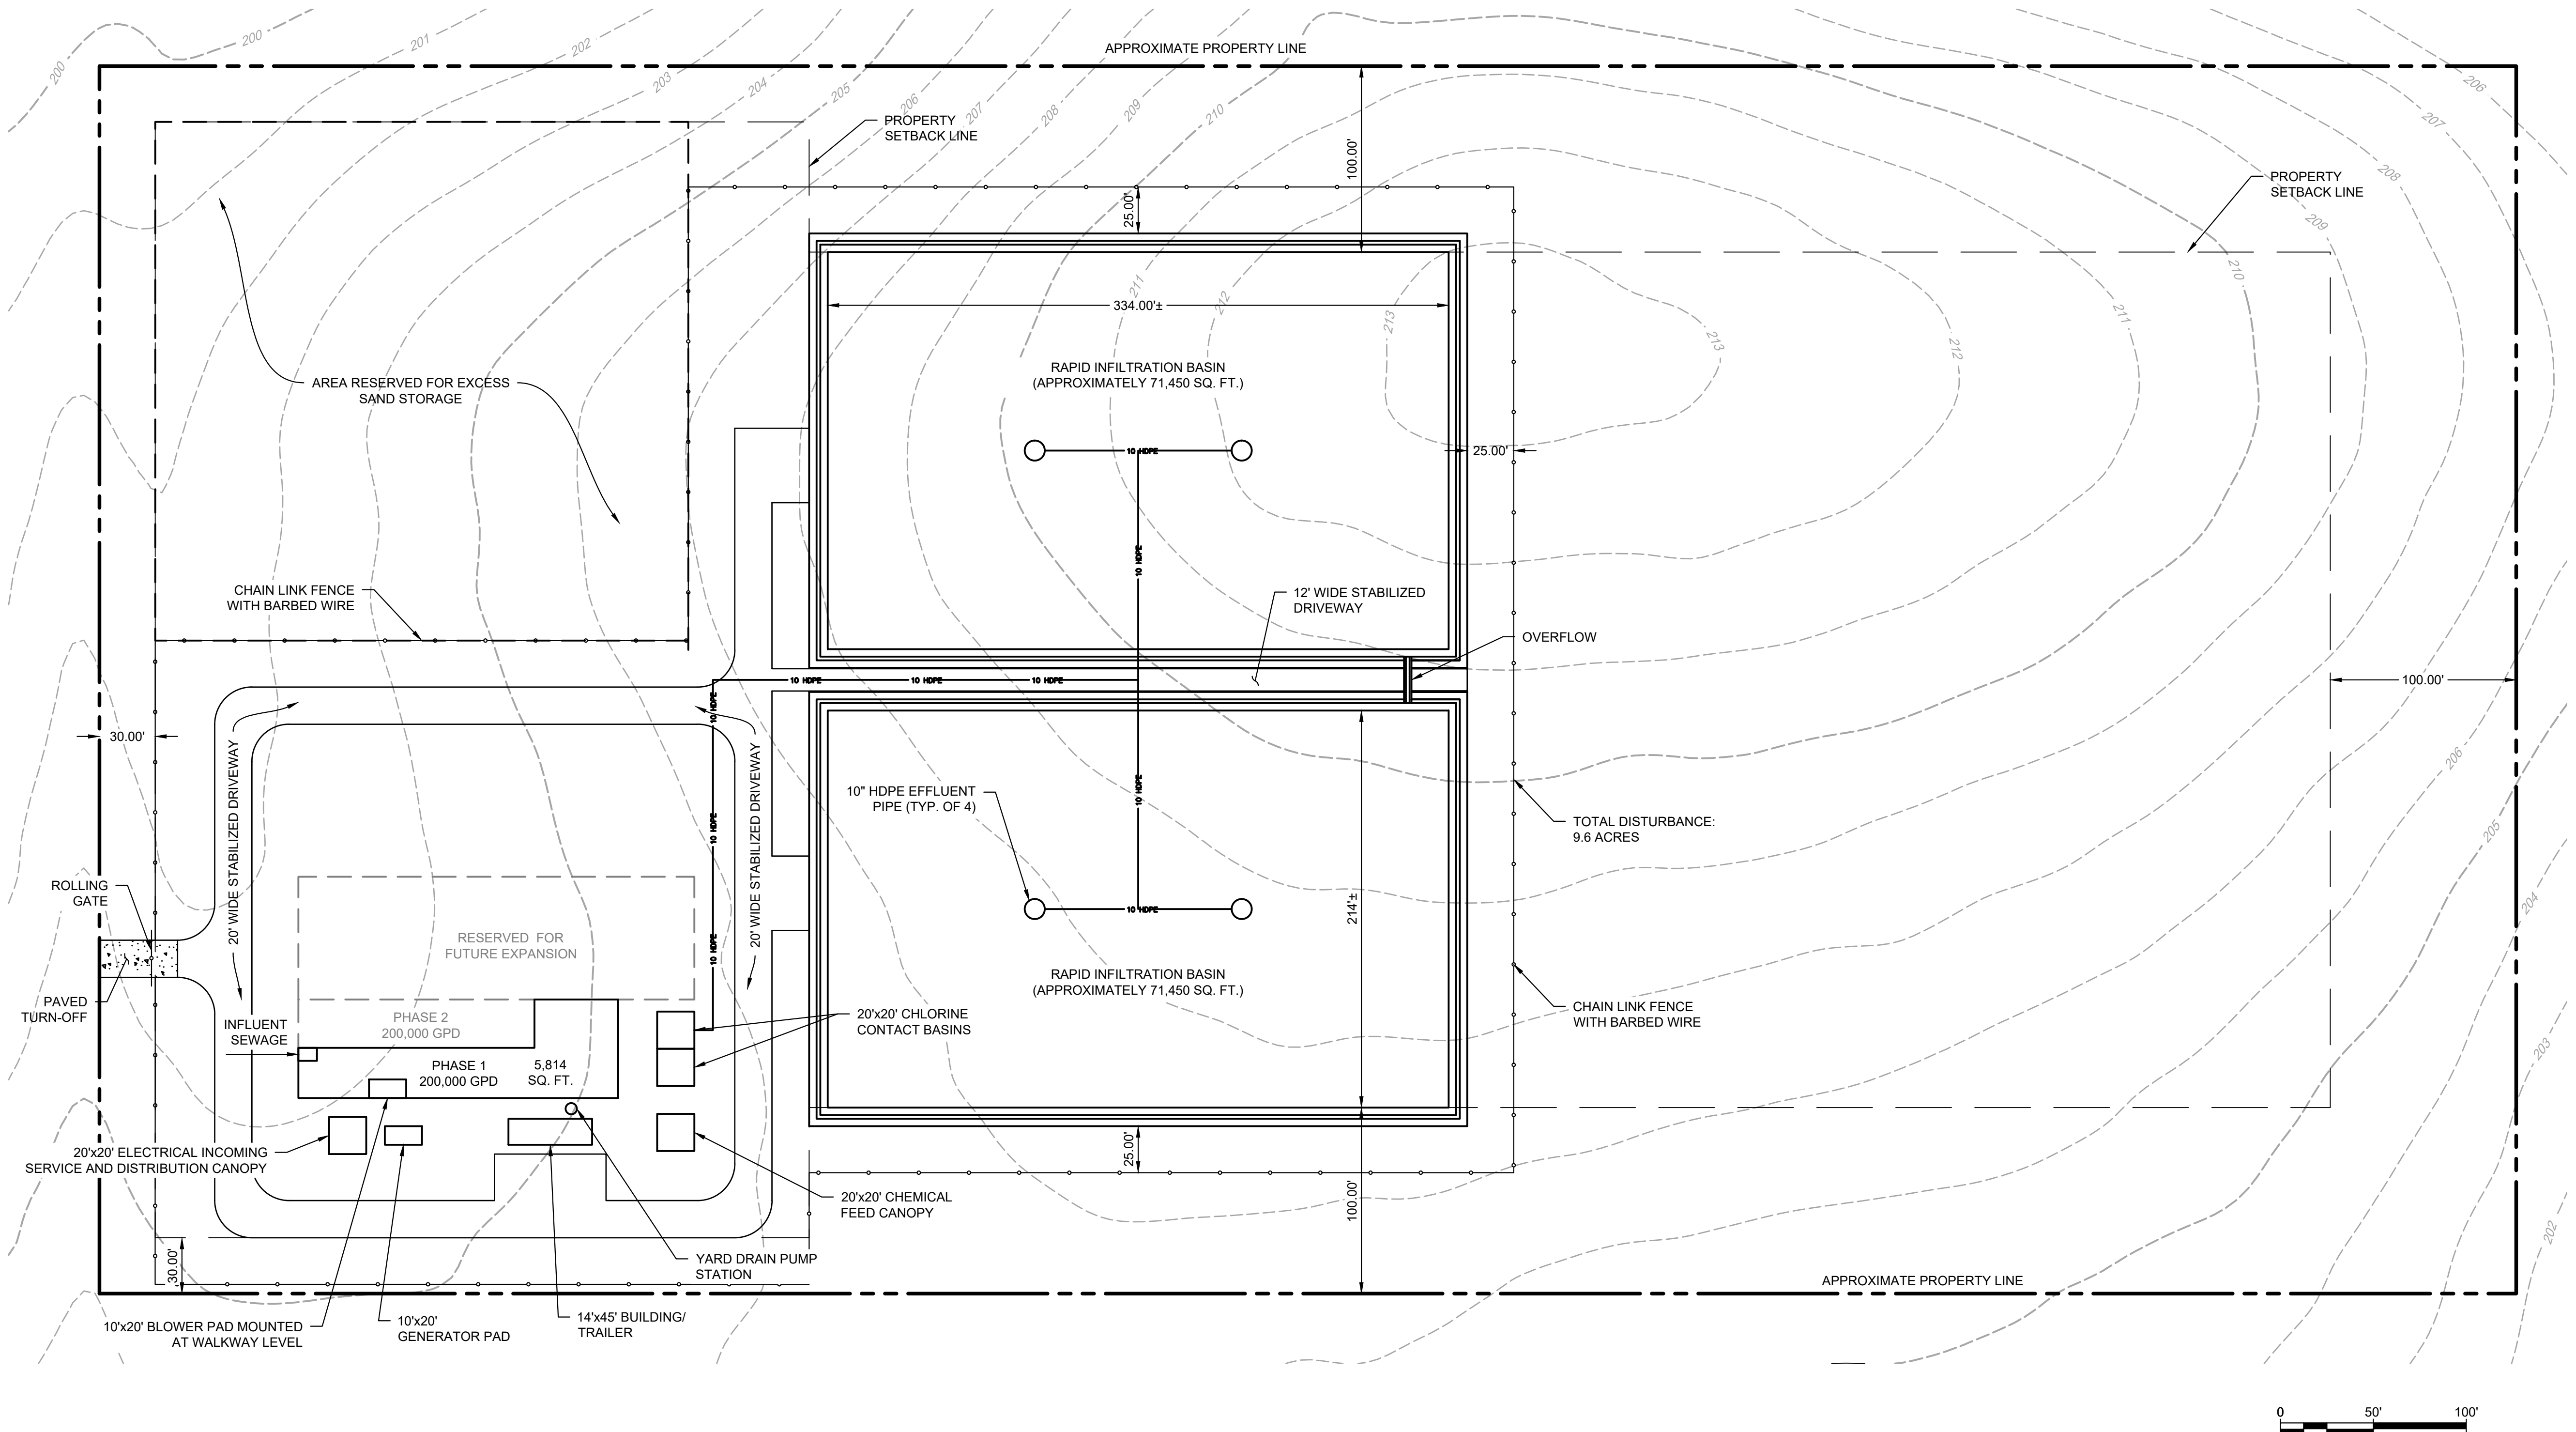 200
201
202
203
204
205
206
207
208
209
210
200
APPROXIMATE PROPERTY LINE
206
207
208
209
210
211
212
213
213
212
211
PROPERTY
SETBACK LINE
PROPERTY
SETBACK LINE
100.00'
25.00'
334.00'±
RAPID INFILTRATION BASIN
(APPROXIMATELY 71,450 SQ. FT.)
AREA RESERVED FOR EXCESS
SAND STORAGE
10 HDPE
25.00'
10 HDPE
CHAIN LINK FENCE
WITH BARBED WIRE
12' WIDE STABILIZED
DRIVEWAY
OVERFLOW
10 HDPE
10 HDPE
10 HDPE
100.00'
10 HDPE
30.00'
20' WIDE STABILIZED DRIVEWAY
20' WIDE STABILIZED DRIVEWAY
10 HDPE
10 HDPE
10 HDPE
10" HDPE EFFLUENT
PIPE (TYP. OF 4)
TOTAL DISTURBANCE:
9.6 ACRES
206
205
204
203
202
ROLLING
GATE
214'±
10 HDPE
RESERVED FOR
FUTURE EXPANSION
RAPID INFILTRATION BASIN
(APPROXIMATELY 71,450 SQ. FT.)
PAVED
TURN-OFF
CHAIN LINK FENCE
WITH BARBED WIRE
INFLUENT
SEWAGE
PHASE 2
200,000 GPD
20'x20' CHLORINE
CONTACT BASINS
PHASE 1
200,000 GPD
5,814
SQ. FT.
20'x20' ELECTRICAL INCOMING
SERVICE AND DISTRIBUTION CANOPY
25.00'
20'x20' CHEMICAL
FEED CANOPY
100.00'
30.00'
YARD DRAIN PUMP
STATION
APPROXIMATE PROPERTY LINE
10'x20' BLOWER PAD MOUNTED
AT WALKWAY LEVEL
10'x20'
GENERATOR PAD
14'x45' BUILDING/
TRAILER
0 50' 100'